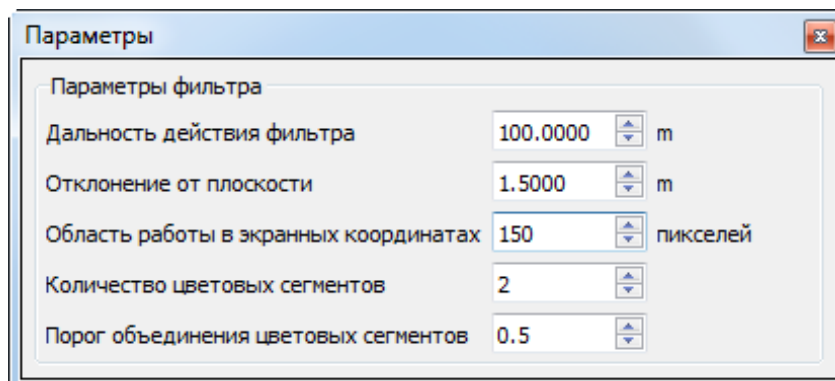 Параметры
Параметры фильтра
Дальность действия фильтра 100.0000 m
Отклонение от плоскости 1.5000 m
Область работы в экранных координатах 150 пикселей
Количество цветовых сегментов 2
Порог объединения цветовых сегментов 0.5